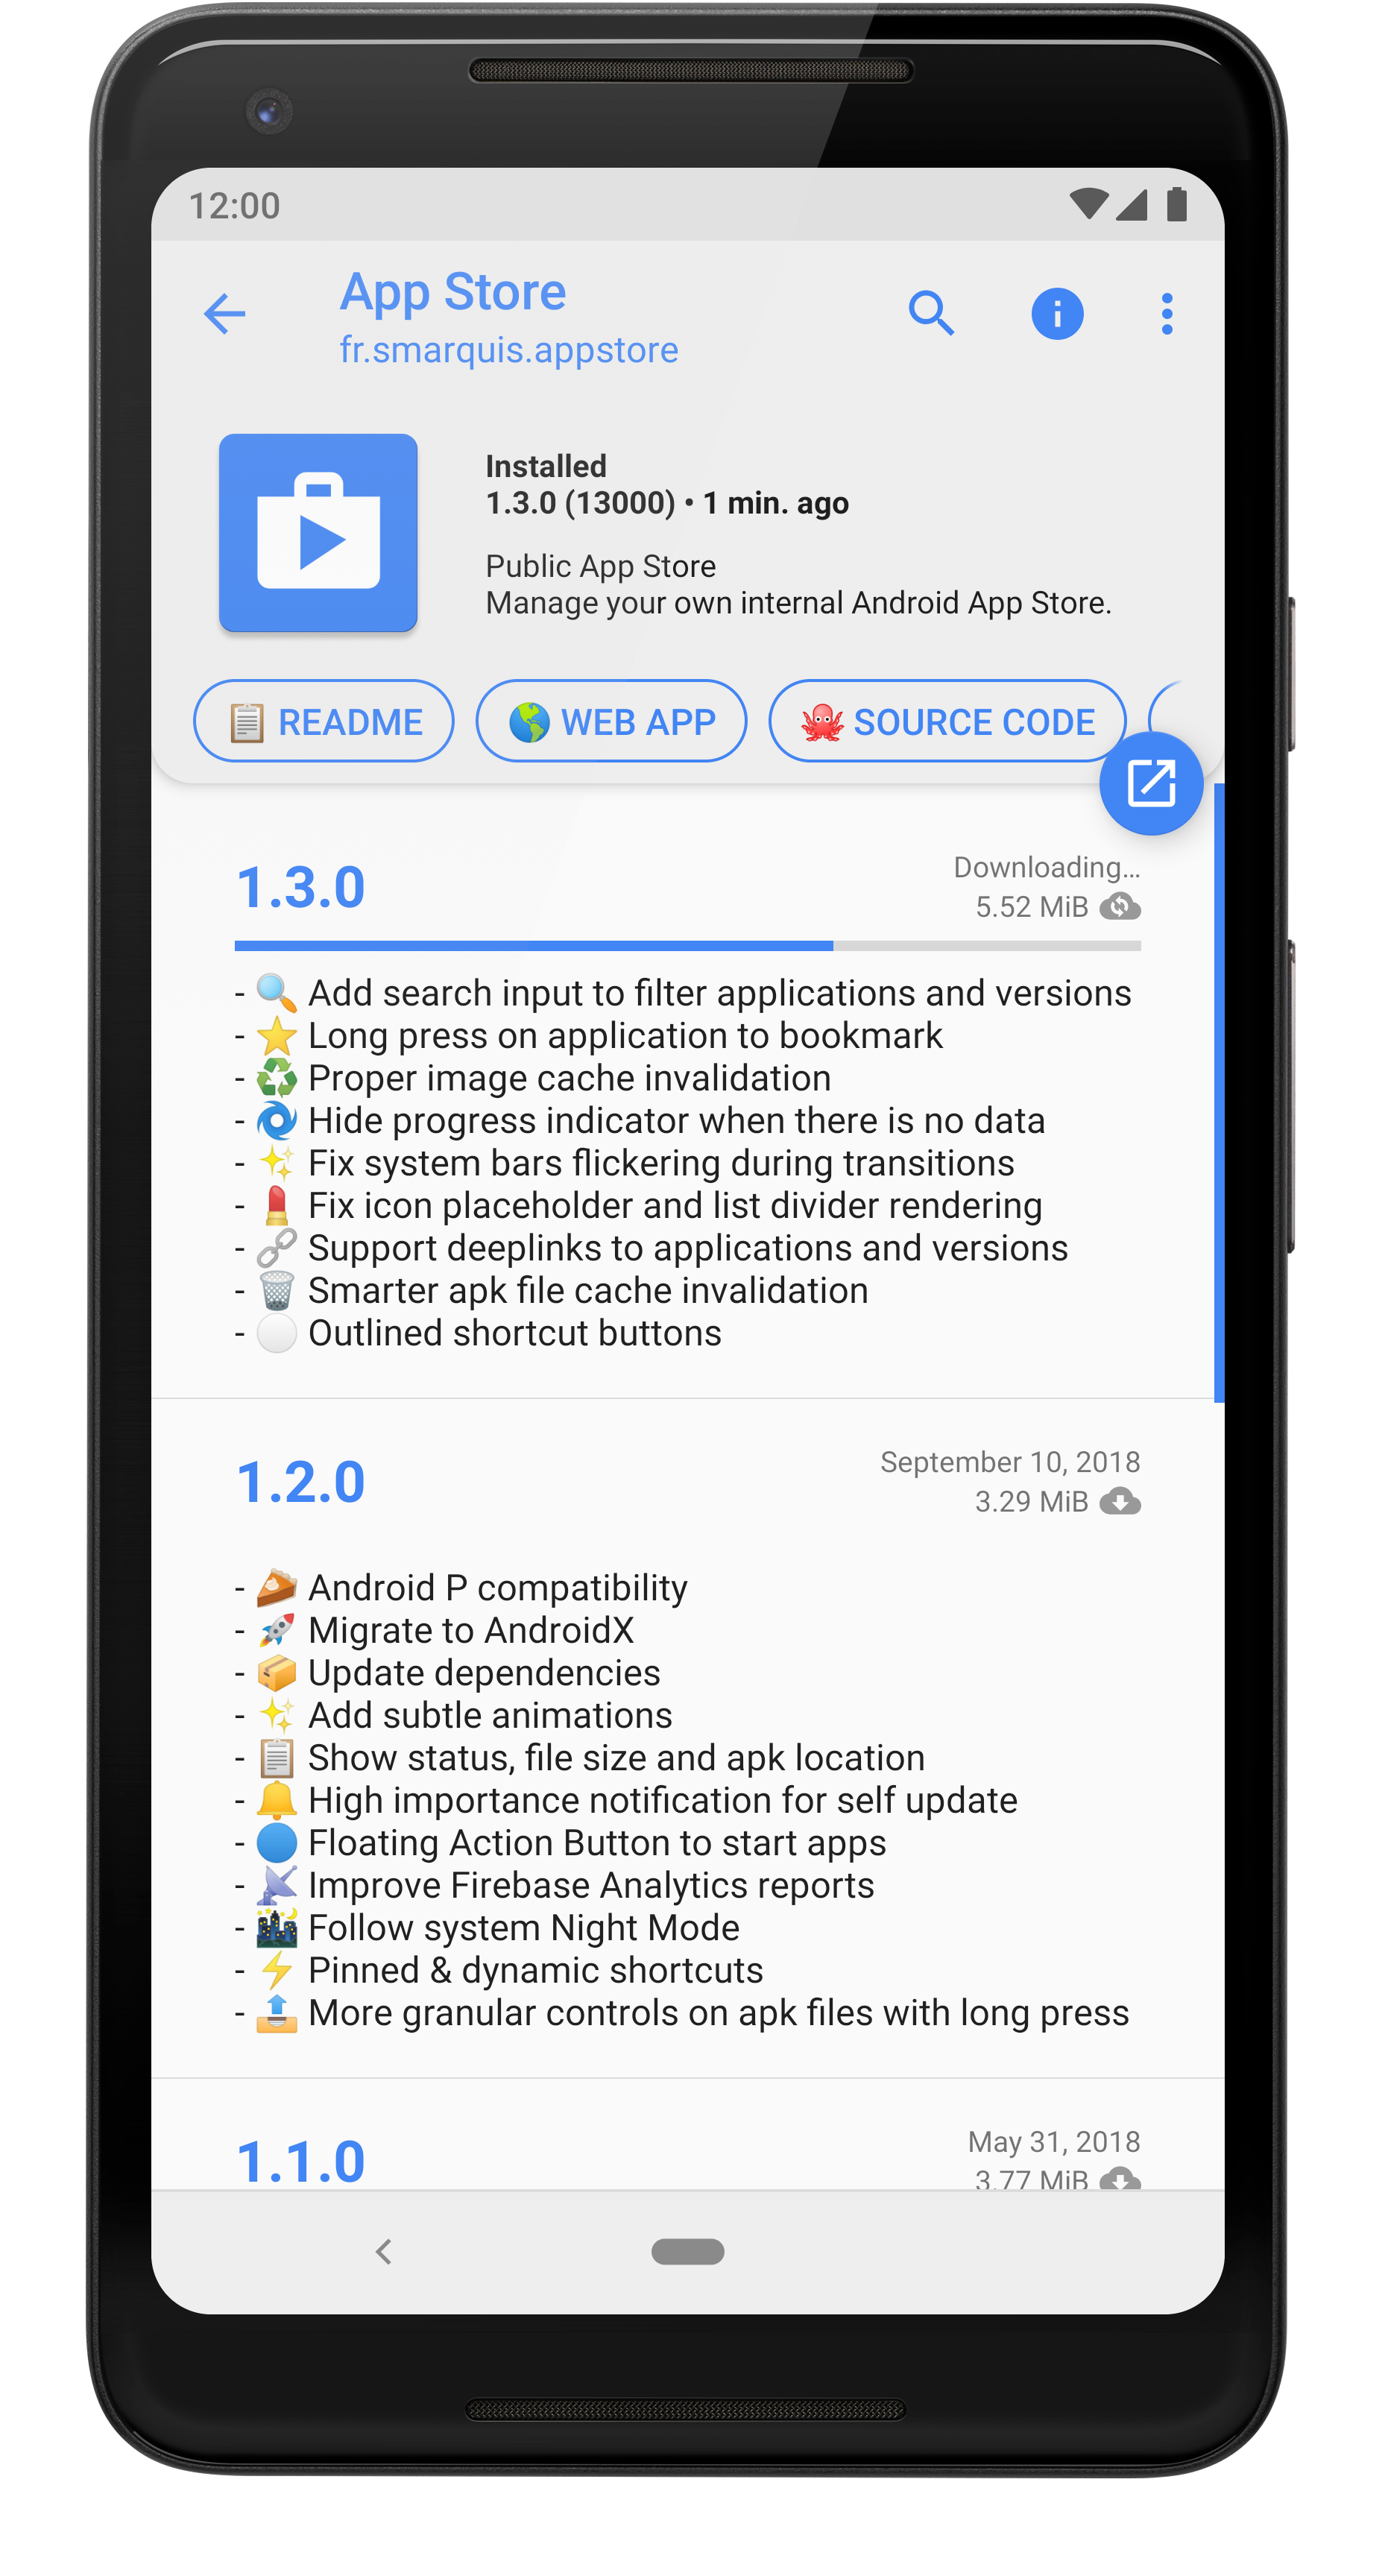 12:00
App Store
fr.smarquis.appstore
Installed
1.3.0 (13000) • 1 min. ago
Public App Store
Manage your own internal Android App Store.
📋 README 🌎 WEB APP 🐙 SOURCE CODE
1.3.0
Downloading…
5.52 MiB
- 🔍 Add search input to filter applications and versions
- ⭐ Long press on application to bookmark
- ♻️ Proper image cache invalidation
- 🌀 Hide progress indicator when there is no data
- ✨ Fix system bars flickering during transitions
- 💄 Fix icon placeholder and list divider rendering
- 🔗 Support deeplinks to applications and versions
- 🗑️ Smarter apk file cache invalidation
- ⚪ Outlined shortcut buttons
1.2.0
September 10, 2018
3.29 MiB
- 🥧 Android P compatibility
- 🚀 Migrate to AndroidX
- 📦 Update dependencies
- ✨ Add subtle animations
- 📋 Show status, file size and apk location
- 🔔 High importance notification for self update
- 🔵 Floating Action Button to start apps
- 📡 Improve Firebase Analytics reports
- 🌃 Follow system Night Mode
- ⚡ Pinned & dynamic shortcuts
- 📤 More granular controls on apk files with long press
1.1.0
May 31, 2018
3.77 MiB